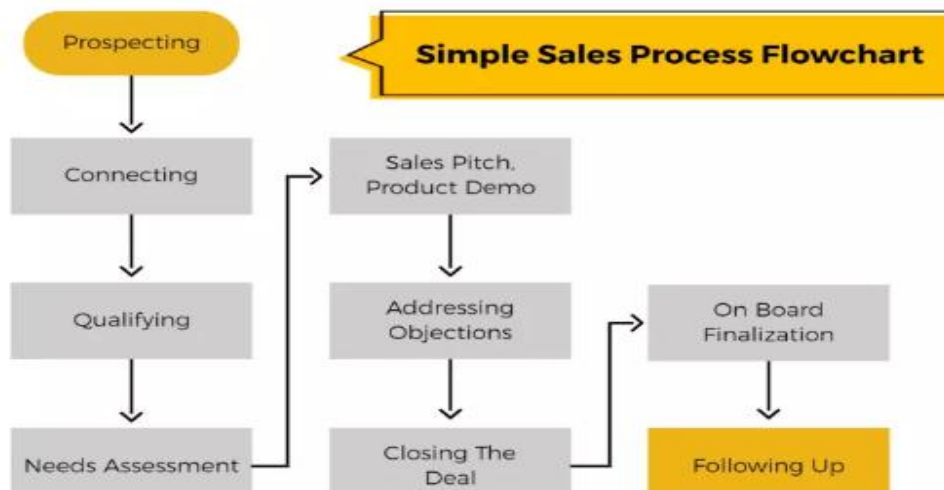 Prospecting
Simple Sales Process Flowchart
Connecting
Qualifying
Needs Assessment
Sales Pitch,
Product Demo
Addressing
Objections
Closing The
Deal
On Board
Finalization
Following Up